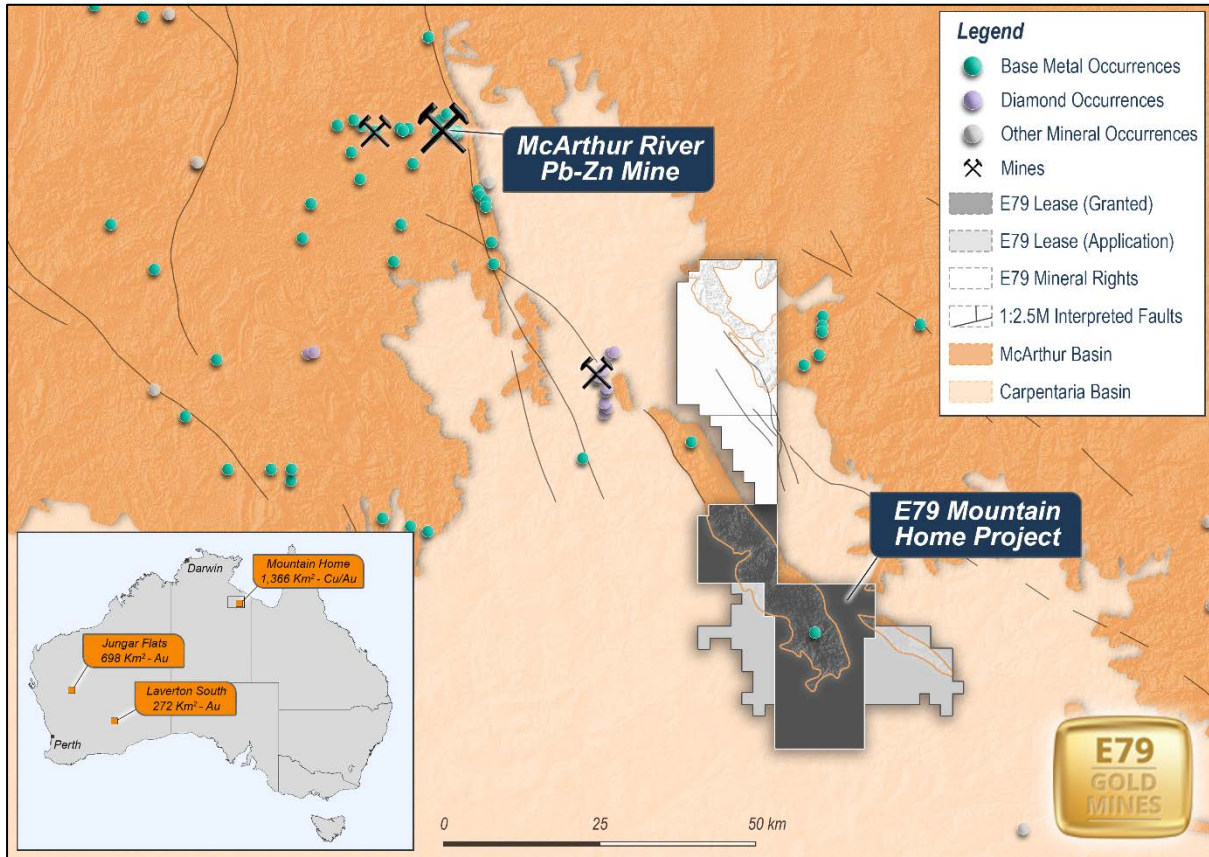 Legend
Base Metal Occurrences
Diamond Occurrences
Other Mineral Occurrences
Mines
E79 Lease (Granted)
E79 Lease (Application)
E79 Mineral Rights
1:2.5M Interpreted Faults
McArthur Basin
Carpentaria Basin
McArthur River
Pb-Zn Mine
E79 Mountain
Home Project
Darwin
Mountain Home
1,366 Km² - Cu/Au
Jungar Flats
698 Km² - Au
Laverton South
272 Km² - Au
Perth
0 25 50 km
E79
GOLD
MINES